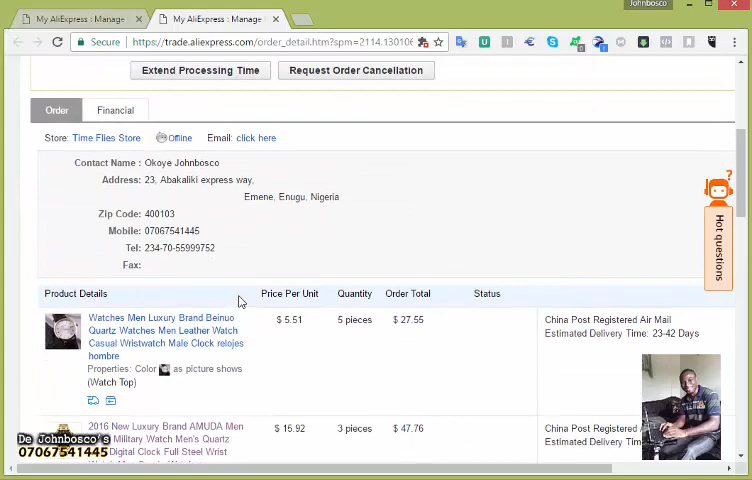 Johnbosco
My AliExpress : Manage
My AliExpress : Manage
Secure
https://trade.aliexpress.com/order_detail.htm?spm=2114.130106
Extend Processing Time
Request Order Cancellation
Order
Financial
Store: Time Flies Store
Offline
Email: click here
Contact Name : Okoye Johnbosco
Address: 23, Abakaliki express way,
Emene, Enugu, Nigeria
Zip Code: 400103
Mobile: 07067541445
Tel: 234-70-55999752
Fax:
Hot questions
Product Details
Price Per Unit
Quantity
Order Total
Status
Watches Men Luxury Brand Beinuo
Quartz Watches Men Leather Watch
Casual Wristwatch Male Clock relojes
hombre
Properties: Color as picture shows
(Watch Top)
$ 5.51
5 pieces
$ 27.55
China Post Registered Air Mail
Estimated Delivery Time: 23-42 Days
2016 New Luxury Brand AMUDA Men
Military Watch Men's Quartz
Digital Clock Full Steel Wrist
$ 15.92
3 pieces
$ 47.76
China Post Registered A
Estimated Delivery Tim
De Johnbosco's
07067541445